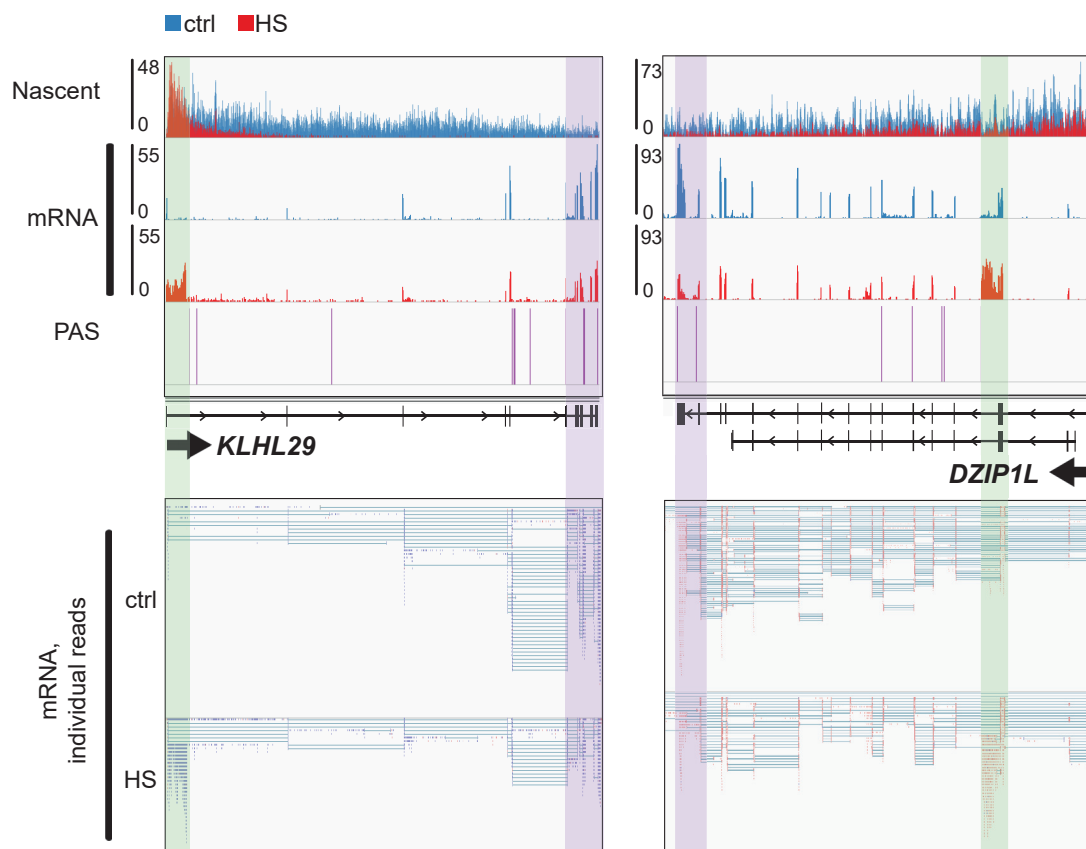 ctrl HS
Nascent
48
0
73
0
mRNA
55
0
93
0
55
0
93
0
PAS
KLHL29
DZIP1L
mRNA,
individual reads
ctrl
HS